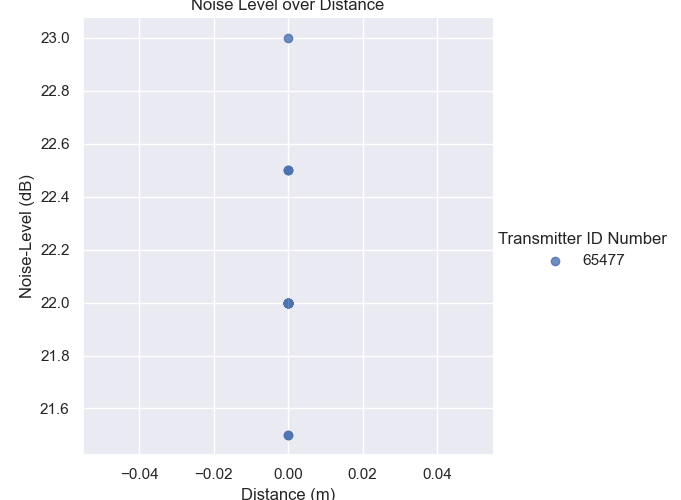 Noise Level over Distance
23.0
22.8
22.6
22.4
22.2
22.0
21.8
21.6
Noise-Level (dB)
−0.04 −0.02 0.00 0.02 0.04
Distance (m)
Transmitter ID Number
65477